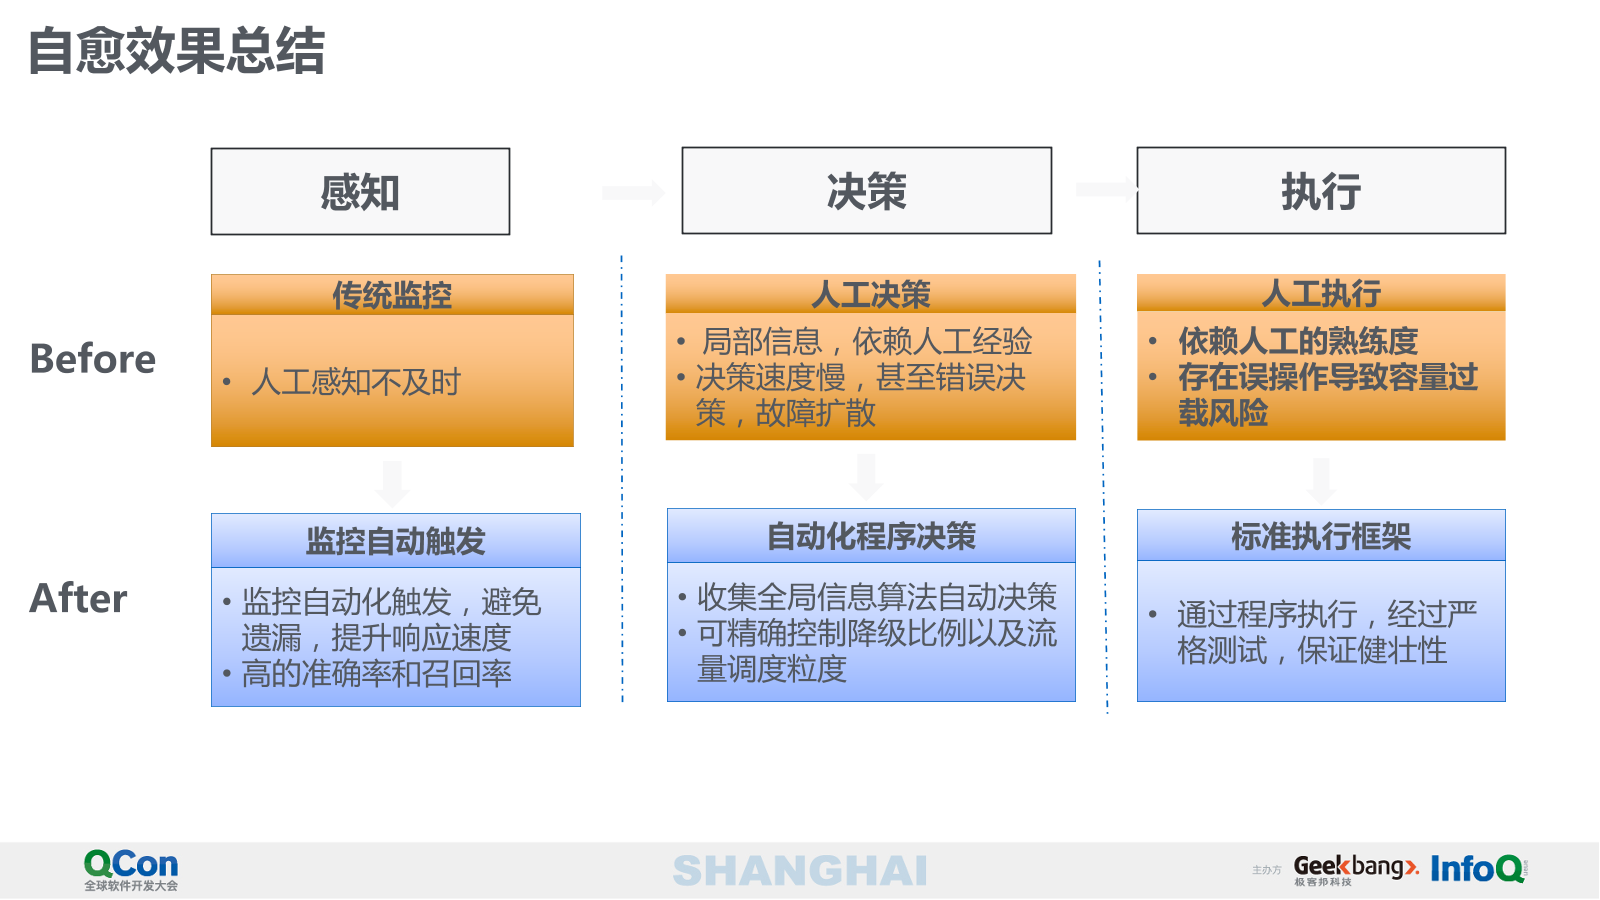 自愈效果总结
感知
决策
执行
Before
传统监控
• 人工感知不及时
人工决策
• 局部信息，依赖人工经验
• 决策速度慢，甚至错误决
策，故障扩散
人工执行
• 依赖人工的熟练度
• 存在误操作导致容量过
载风险
After
监控自动触发
• 监控自动化触发，避免
遗漏，提升响应速度
• 高的准确率和召回率
自动化程序决策
• 收集全局信息算法自动决策
• 可精确控制降级比例以及流
量调度粒度
标准执行框架
• 通过程序执行，经过严
格测试，保证健壮性
QCon
全球软件开发大会
SHANGHAI
主办方
Geekbang>.
极客邦科技
InfoQ